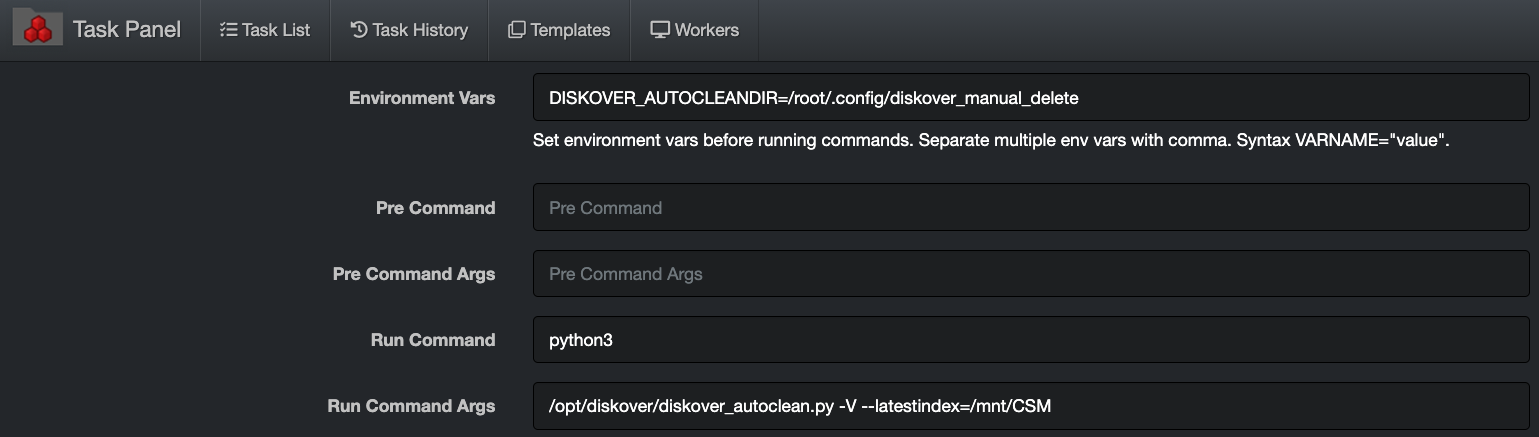 Task Panel Task List Task History Templates Workers
Environment Vars DISKOVER_AUTOCLEANDIR=/root/.config/diskover_manual_delete
Set environment vars before running commands. Separate multiple env vars with comma. Syntax VARNAME="value".
Pre Command Pre Command
Pre Command Args Pre Command Args
Run Command python3
Run Command Args /opt/diskover/diskover_autoclean.py -V --latestindex=/mnt/CSM